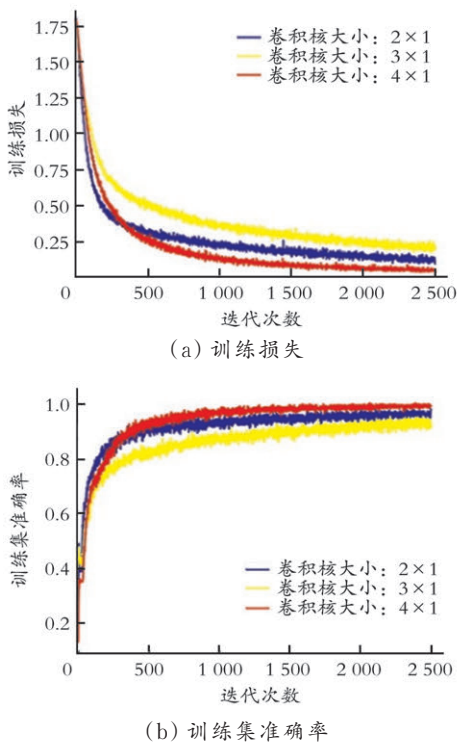 1.75
1.50
1.25
1.00
0.75
0.50
0.25
训练损失
卷积核大小：2×1
卷积核大小：3×1
卷积核大小：4×1
0 500 1 000 1 500 2 000 2 500
迭代次数
(a) 训练损失
1.0
0.8
0.6
0.4
0.2
训练集准确率
卷积核大小：2×1
卷积核大小：3×1
卷积核大小：4×1
0 500 1 000 1 500 2 000 2 500
迭代次数
(b) 训练集准确率